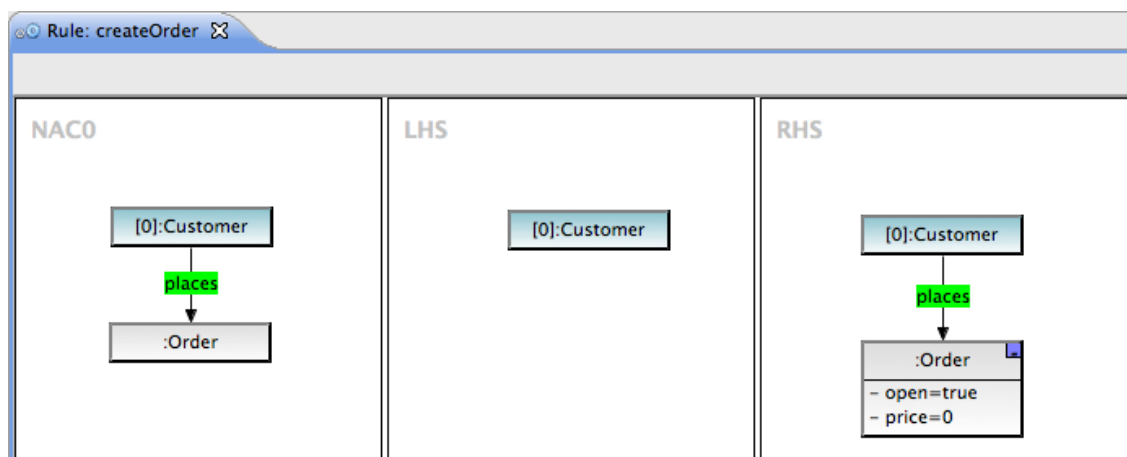 Rule: createOrder
NAC0
[0]:Customer
places
:Order
LHS
[0]:Customer
RHS
[0]:Customer
places
:Order
– open=true
– price=0